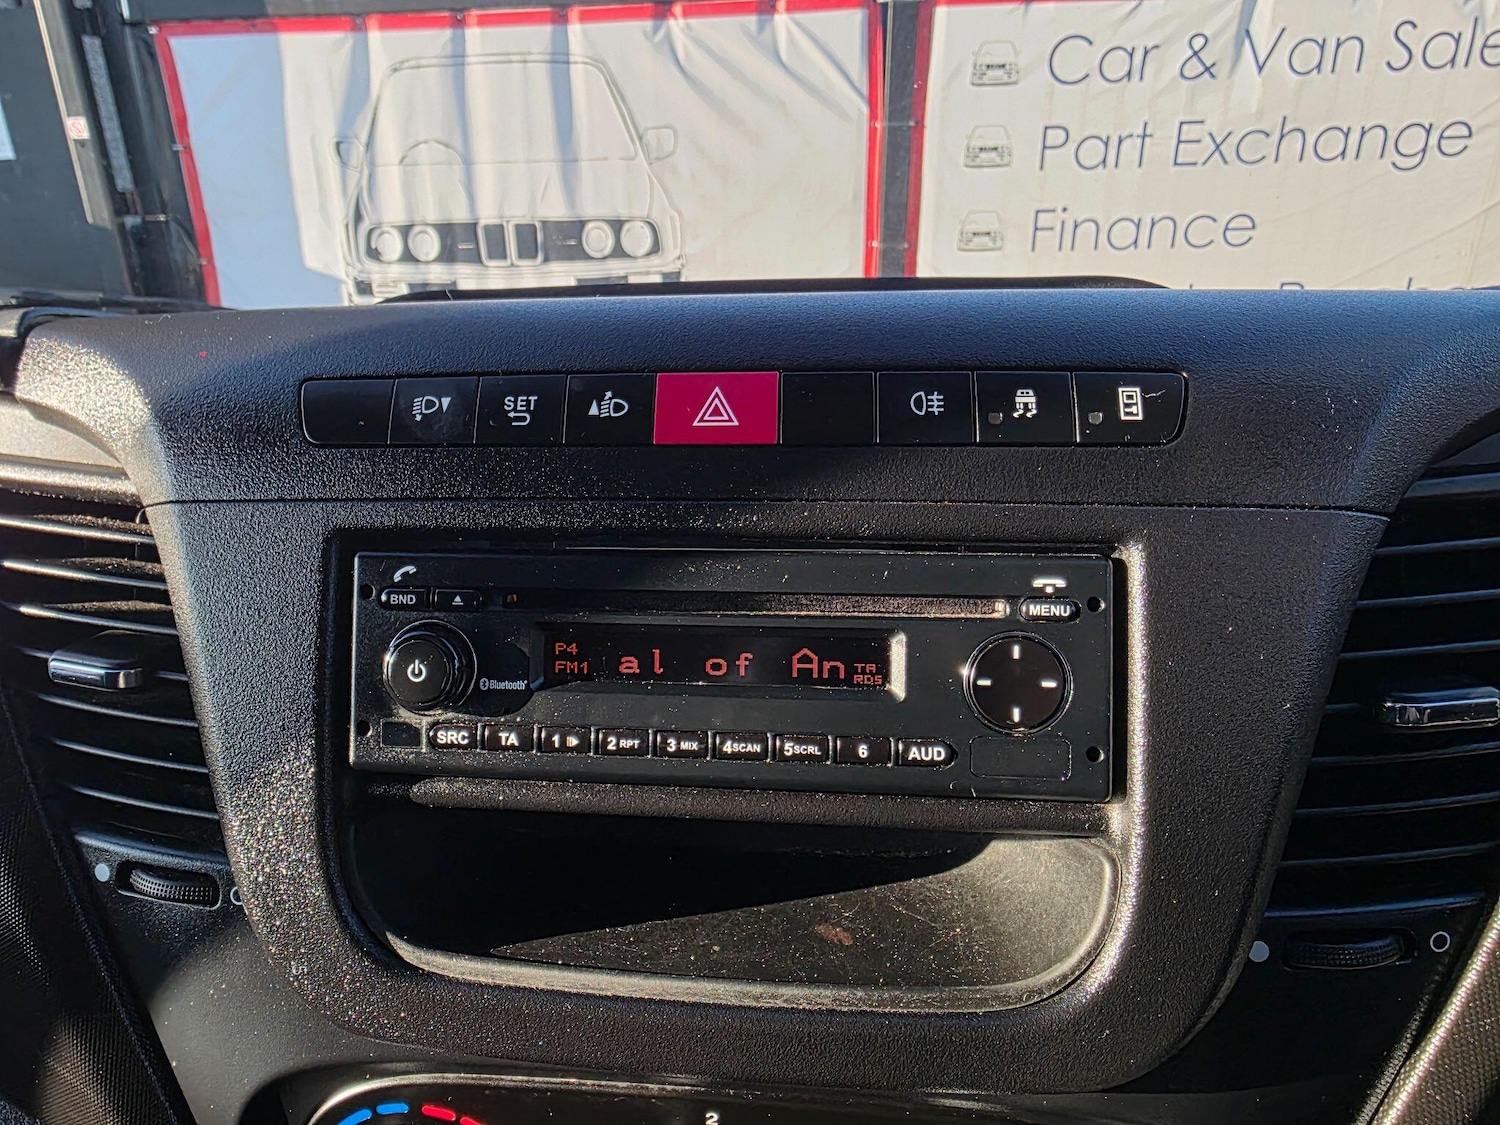 Car & Van Sale
Part Exchange
Finance
SET
BND
MENU
P4
FM1
al of An
TA
RDS
Bluetooth
SRC
TA
1
2 RPT
3 MIX
4SCAN
5SCRL
6
AUD
2